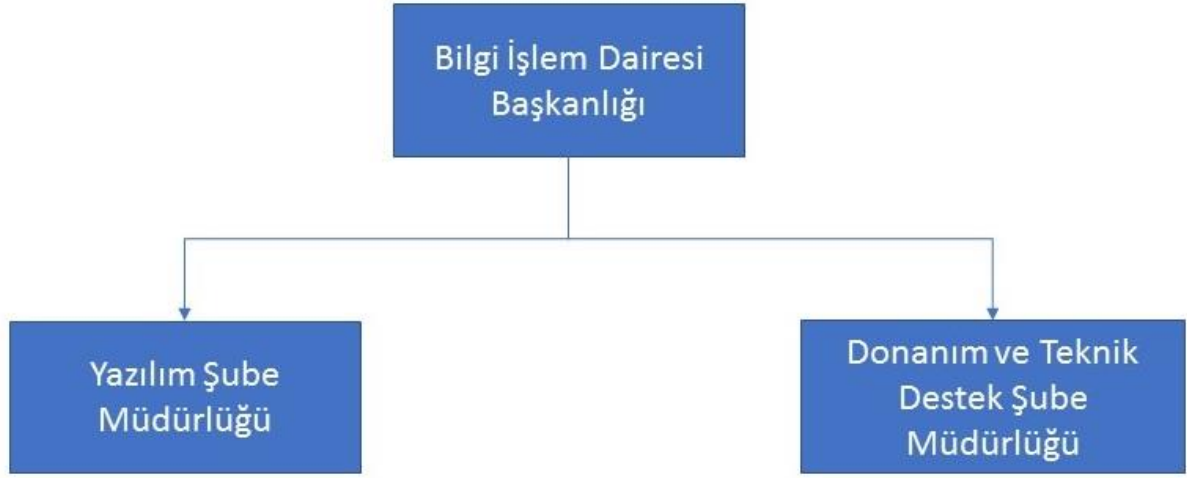 Bilgi İşlem Dairesi
Başkanlığı
Yazılım Şube
Müdürlüğü
Donanım ve Teknik
Destek Şube
Müdürlüğü